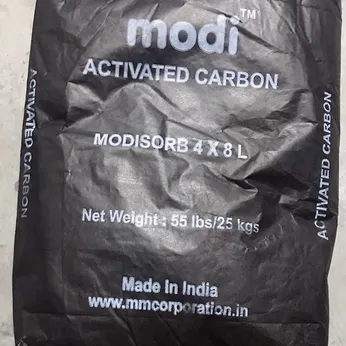 modi™
ACTIVATED CARBON
MODISORB 4 X 8 L
Net Weight : 55 lbs/25 kgs
Made In India
www.mmcorporation.in
ACTIVATED CARBON
ACTIVATED CARBON